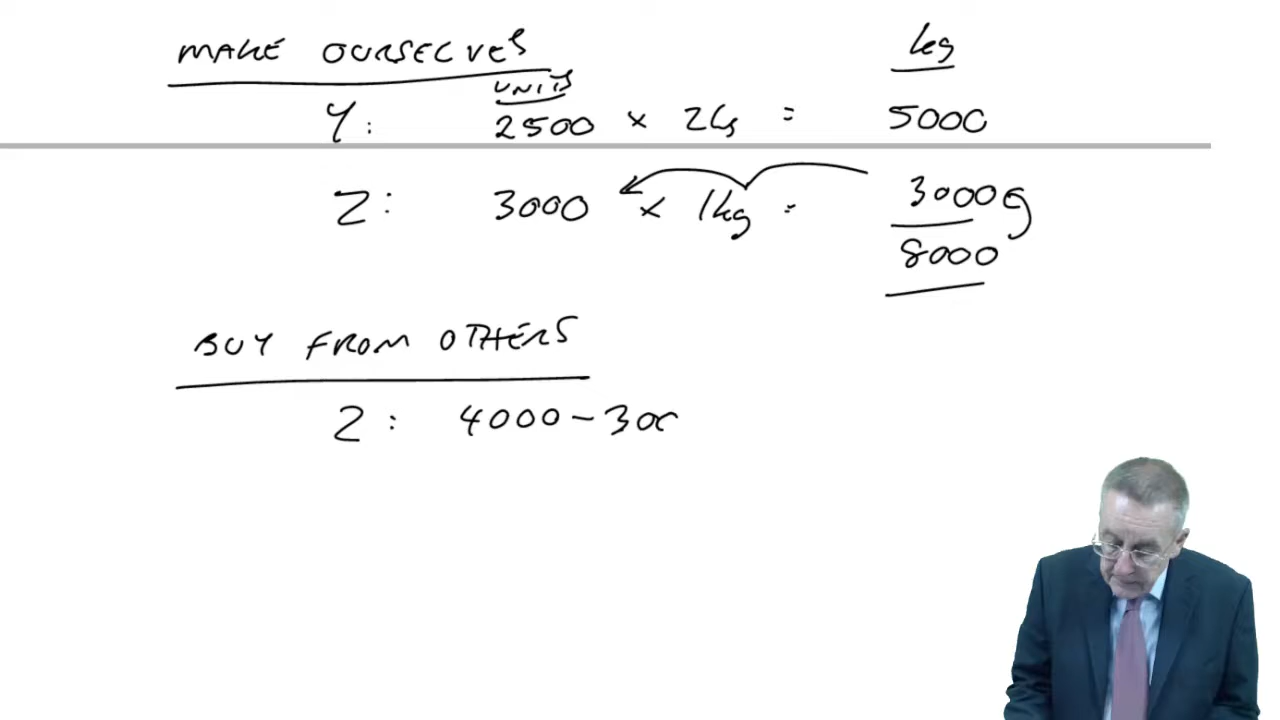 MAKE OURSELVES kg
UNITS
Y: 2500 × 2kg = 5000
Z: 3000 × 1kg = 3000
8000
BUY FROM OTHERS
Z: 4000 - 300